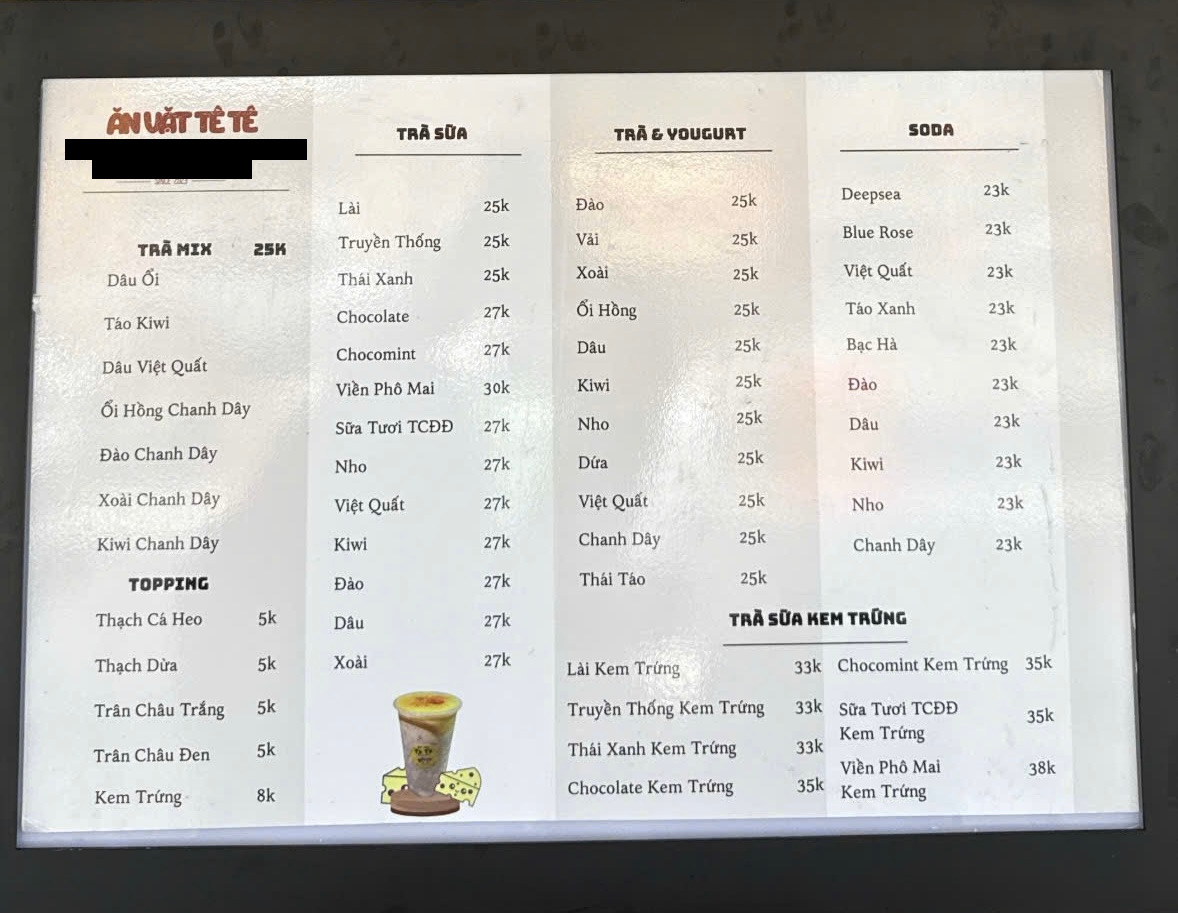 ĂN VẶT TÊ TÊ
TRÀ MIX 25K
Dâu Ổi
Táo Kiwi
Dâu Việt Quất
Ổi Hồng Chanh Dây
Đào Chanh Dây
Xoài Chanh Dây
Kiwi Chanh Dây
TOPPING
Thạch Cá Heo 5k
Thạch Dừa 5k
Trân Châu Trắng 5k
Trân Châu Đen 5k
Kem Trứng 8k
TRÀ SỮA
Lài 25k
Truyền Thống 25k
Thái Xanh 25k
Chocolate 27k
Chocomint 27k
Viền Phô Mai 30k
Sữa Tươi TCĐĐ 27k
Nho 27k
Việt Quất 27k
Kiwi 27k
Đào 27k
Dâu 27k
Xoài 27k
TRÀ & YOUGURT
Đào 25k
Vải 25k
Xoài 25k
Ổi Hồng 25k
Dâu 25k
Kiwi 25k
Nho 25k
Dứa 25k
Việt Quất 25k
Chanh Dây 25k
Thái Táo 25k
SODA
Deepsea 23k
Blue Rose 23k
Việt Quất 23k
Táo Xanh 23k
Bạc Hà 23k
Đào 23k
Dâu 23k
Kiwi 23k
Nho 23k
Chanh Dây 23k
TRÀ SỮA KEM TRỨNG
Lài Kem Trứng 33k
Truyền Thống Kem Trứng 33k
Thái Xanh Kem Trứng 33k
Chocolate Kem Trứng 35k
Chocomint Kem Trứng 35k
Sữa Tươi TCĐĐ 35k
Kem Trứng
Viền Phô Mai 38k
Kem Trứng